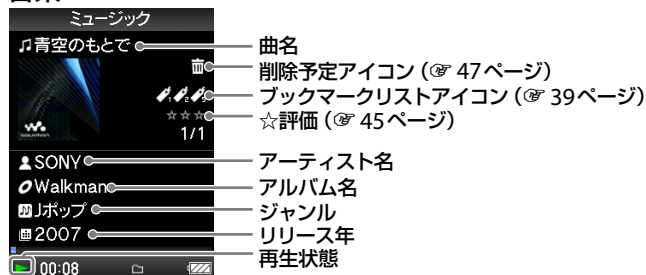 ミュージック
青空のもとで
曲名
削除予定アイコン（☞ 47ページ）
ブックマークリストアイコン（☞ 39ページ）
☆☆☆
☆評価（☞ 45ページ）
1/1
WALKMAN
SONY
アーティスト名
Walkman
アルバム名
Jポップ
ジャンル
2007
リリース年
再生状態
00:08